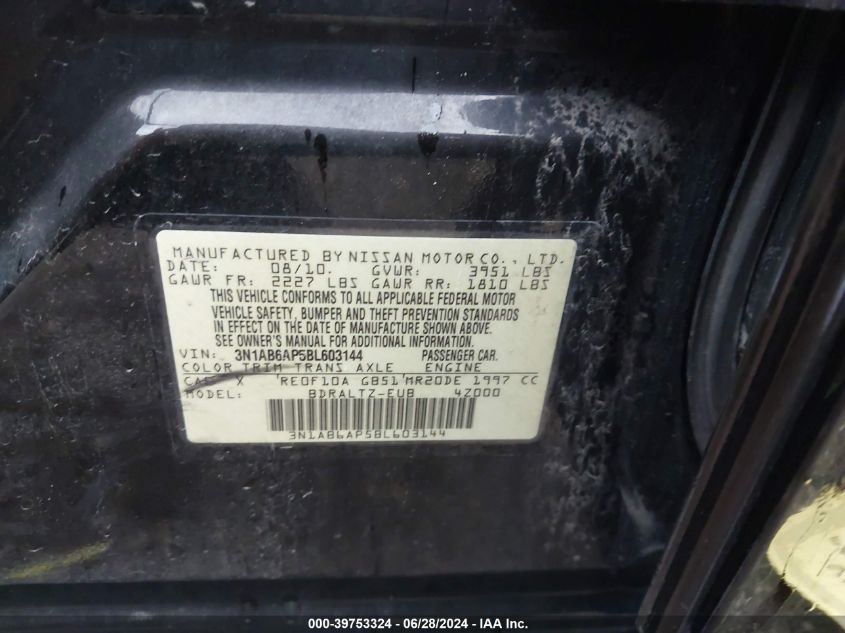 MANUFACTURED BY NISSAN MOTOR CO., LTD.
DATE: 08/10. GVWR: 3951 LBS
GAWR FR: 2227 LBS GAWR RR: 1810 LBS
THIS VEHICLE CONFORMS TO ALL APPLICABLE FEDERAL MOTOR
VEHICLE SAFETY, BUMPER AND THEFT PREVENTION STANDARDS
IN EFFECT ON THE DATE OF MANUFACTURE SHOWN ABOVE.
SEE OWNER'S MANUAL FOR ADDITIONAL INFORMATION.
VIN: 3N1AB6AP5BL603144 PASSENGER CAR.
COLOR TRIM TRANS AXLE ENGINE
X RE0F10A GB51 MR20DE 1997 CC
MODEL: BDRALTZ-EUB 4Z000
3N1AB6AP5BL603144
000-39753324 | 06/28/2024 | © IAA, Inc.